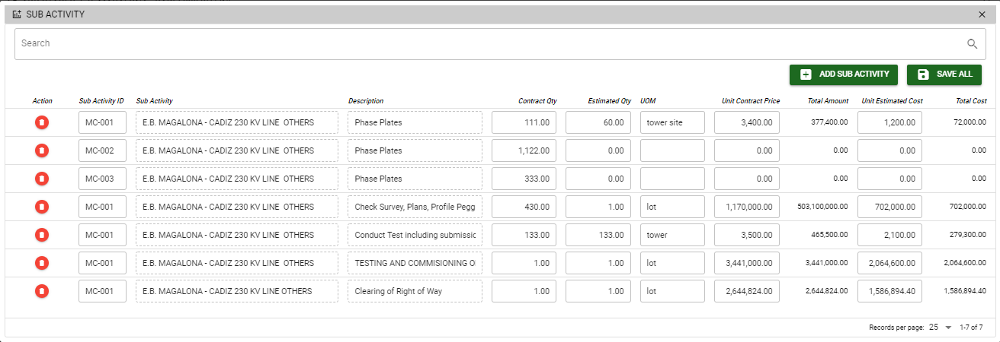 SUB ACTIVITY
Search
ADD SUB ACTIVITY SAVE ALL
Action Sub Activity ID Sub Activity Description Contract Qty Estimated Qty UOM Unit Contract Price Total Amount Unit Estimated Cost Total Cost
MC-001 E.B. MAGALONA - CADIZ 230 KV LINE OTHERS Phase Plates 111.00 60.00 tower site 3,400.00 377,400.00 1,200.00 72,000.00
MC-002 E.B. MAGALONA - CADIZ 230 KV LINE OTHERS Phase Plates 1,122.00 0.00 0.00 0.00 0.00 0.00
MC-003 E.B. MAGALONA - CADIZ 230 KV LINE OTHERS Phase Plates 333.00 0.00 0.00 0.00 0.00 0.00
MC-001 E.B. MAGALONA - CADIZ 230 KV LINE OTHERS Check Survey, Plans, Profile Pegg 430.00 1.00 lot 1,170,000.00 503,100,000.00 702,000.00 702,000.00
MC-001 E.B. MAGALONA - CADIZ 230 KV LINE OTHERS Conduct Test including submissic 133.00 133.00 tower 3,500.00 465,500.00 2,100.00 279,300.00
MC-001 E.B. MAGALONA - CADIZ 230 KV LINE OTHERS TESTING AND COMMISIONING O 1.00 1.00 lot 3,441,000.00 3,441,000.00 2,064,600.00 2,064,600.00
MC-001 E.B. MAGALONA - CADIZ 230 KV LINE OTHERS Clearing of Right of Way 1.00 1.00 lot 2,644,824.00 2,644,824.00 1,586,894.40 1,586,894.40
Records per page: 25 1-7 of 7